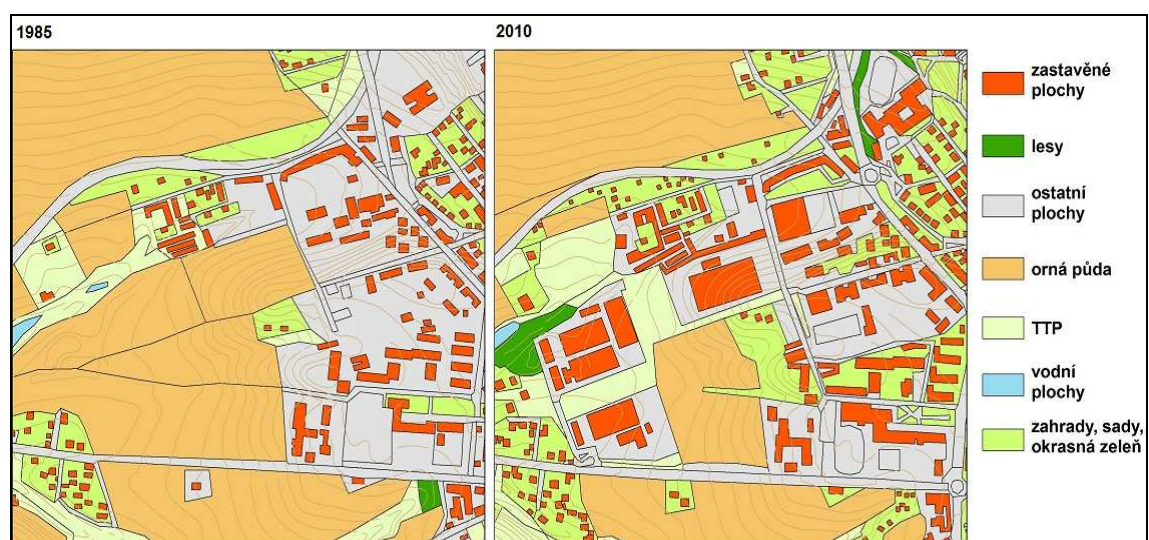 1985
2010
zastavěné
plochy
lesy
ostatní
plochy
orná půda
TTP
vodní
plochy
zahrady, sady,
okrasná zeleň